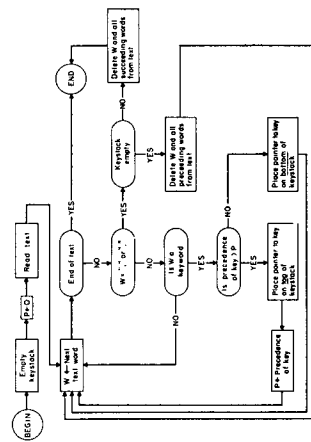 BEGIN
Empty
keystack
P←0
Read text
W ← Next
text word
End of text
YES
END
NO
W = "," or "."
YES
Keystack
empty
NO
Delete W and all
succeeding words
from text
YES
Delete W and all
preceeding words
from text
NO
Is W a
keyword
NO
YES
Is precedence
of key > P
NO
Place pointer to key
on bottom of
keystack
YES
Place pointer to key
on top of
keystack
P ← Precedence
of key